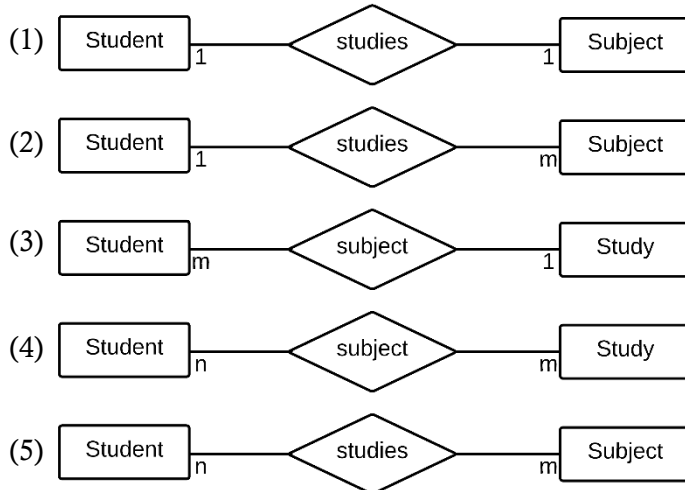 (1) Student 1 studies 1 Subject
(2) Student 1 studies m Subject
(3) Student m subject 1 Study
(4) Student n subject m Study
(5) Student n studies m Subject